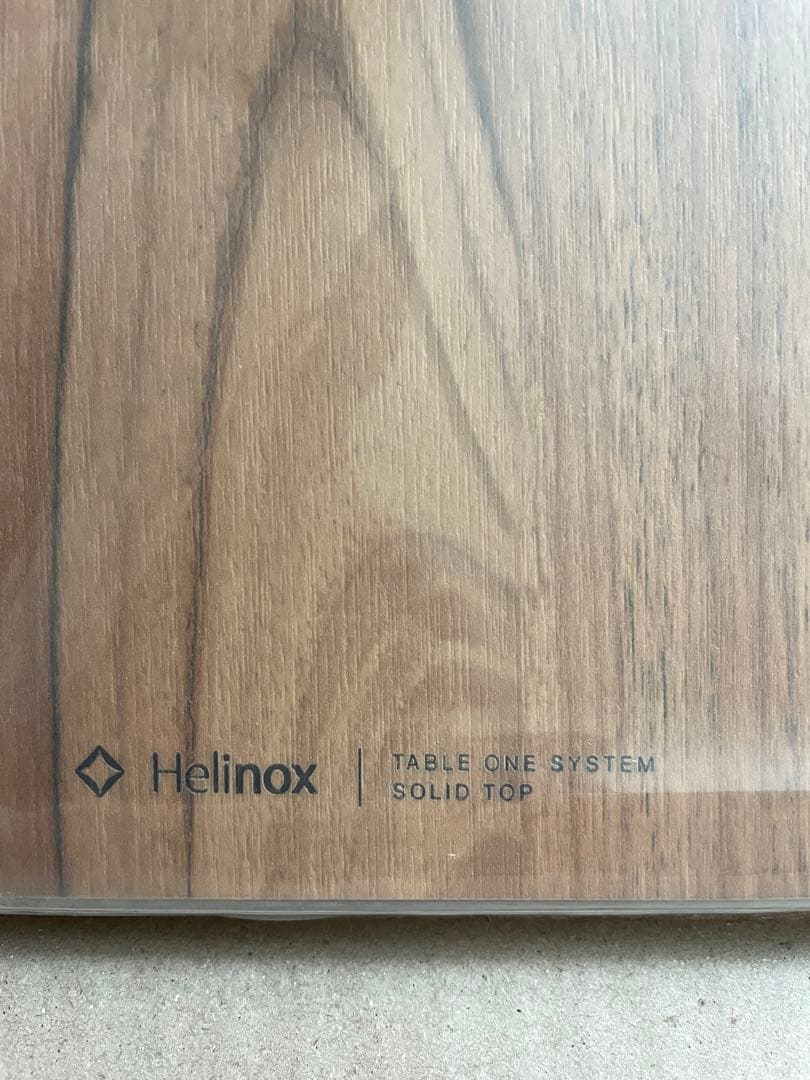 Helinox
TABLE ONE SYSTEM
SOLID TOP